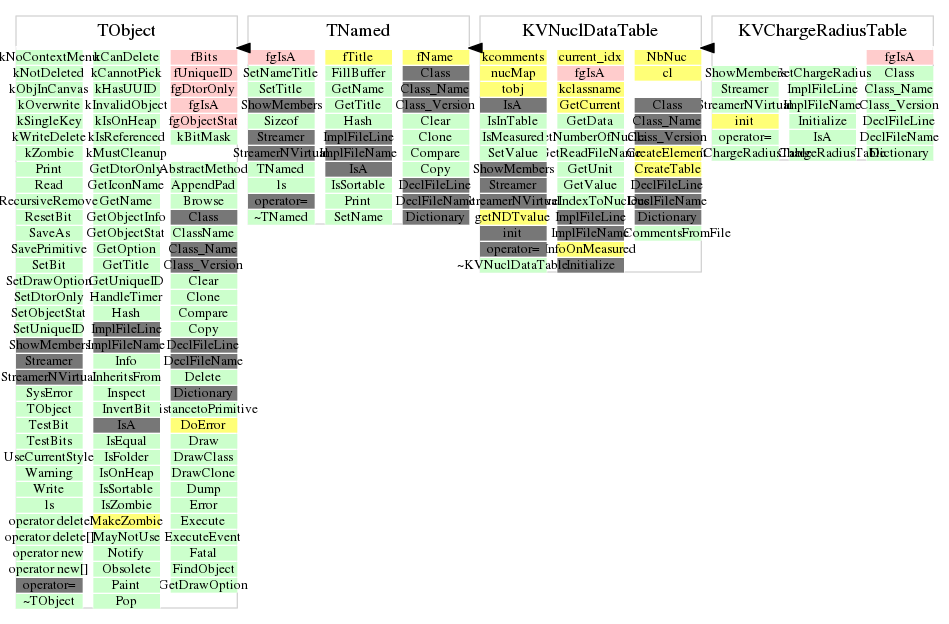 TObject
kNoContextMenu kCanDelete fBits
kNotDeleted kCannotPick fUniqueID
kObjInCanvas kHasUUID fgDtorOnly
kOverwrite kInvalidObject fgIsA
kSingleKey kIsOnHeap fgObjectStat
kWriteDelete kIsReferenced kBitMask
kZombie kMustCleanup
Print GetDtorOnly AbstractMethod
Read GetIconName AppendPad
RecursiveRemove GetName Browse
ResetBit GetObjectInfo Class
SaveAs GetObjectStat ClassName
SavePrimitive GetOption Class_Name
SetBit GetTitle Class_Version
SetDrawOption GetUniqueID Clear
SetDtorOnly HandleTimer Clone
SetObjectStat Hash Compare
SetUniqueID ImplFileLine Copy
ShowMembers ImplFileName DeclFileLine
Streamer Info DeclFileName
StreamerNVirtual InheritsFrom Delete
SysError Inspect Dictionary
TObject InvertBit istancetoPrimitive
TestBit IsA DoError
TestBits IsEqual Draw
UseCurrentStyle IsFolder DrawClass
Warning IsOnHeap DrawClone
Write IsSortable Dump
ls IsZombie Error
operator delete MakeZombie Execute
operator delete[] MayNotUse ExecuteEvent
operator new Notify Fatal
operator new[] Obsolete FindObject
operator= Paint GetDrawOption
~TObject Pop
TNamed
fgIsA fTitle fName
SetNameTitle FillBuffer Class
SetTitle GetName Class_Name
ShowMembers GetTitle Class_Version
Sizeof Hash Clear
Streamer ImplFileLine Clone
StreamerNVirtual ImplFileName Compare
TNamed IsA Copy
ls IsSortable DeclFileLine
operator= Print DeclFileName
~TNamed SetName Dictionary
KVNuclDataTable
kcomments current_idx NbNuc
nucMap fgIsA cl
tobj kclassname
IsA GetCurrent Class
IsInTable GetData Class_Name
IsMeasured Class_Version
SetValue GetReadFileName CreateElement
ShowMembers GetUnit CreateTable
Streamer GetValue DeclFileLine
StreamerNVirtual IndexToNucleus DeclFileName
getNDTvalue ImplFileLine Dictionary
init ImplFileName CommentsFromFile
operator= InfoOnMeasured
~KVNuclDataTable Initialize
KVChargeRadiusTable
fgIsA
ShowMembers GetChargeRadius Class
Streamer ImplFileLine Class_Name
StreamerNVirtual ImplFileName Class_Version
init Initialize DeclFileLine
operator= IsA DeclFileName
ChargeRadiusTable ChargeRadiusTable Dictionary